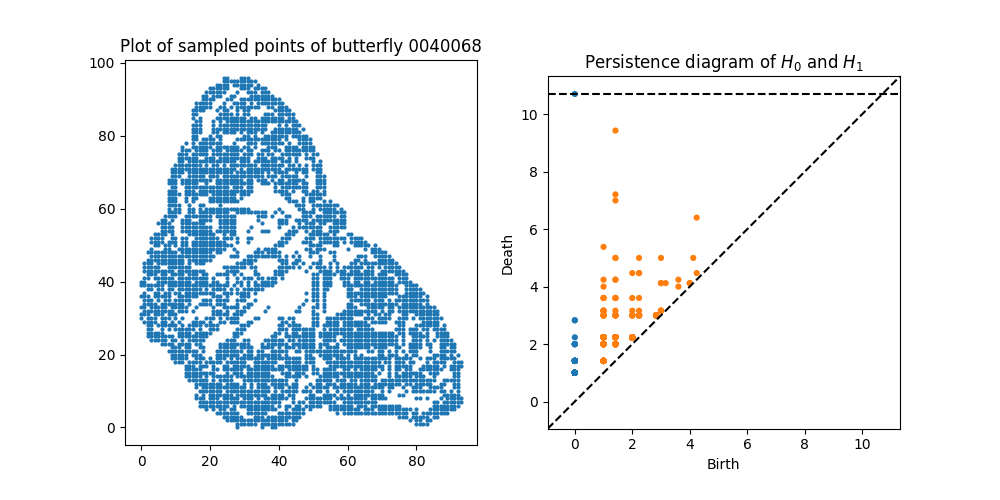 Plot of sampled points of butterfly 0040068
100
80
60
40
20
0
0 20 40 60 80
Persistence diagram of H₀ and H₁
Death
10
8
6
4
2
0
0 2 4 6 8 10
Birth